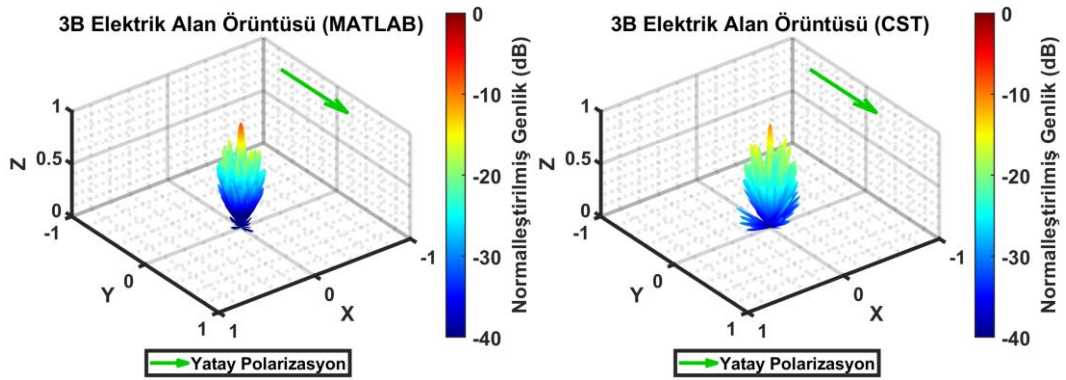 3B Elektrik Alan Örüntüsü (MATLAB)
1
0.5
0
Z
-1
0
1
Y
1
0
-1
X
0
-10
-20
-30
-40
Normalleştirilmiş Genlik (dB)
Yatay Polarizasyon
3B Elektrik Alan Örüntüsü (CST)
1
0.5
0
Z
-1
0
1
Y
1
0
-1
X
0
-10
-20
-30
-40
Normalleştirilmiş Genlik (dB)
Yatay Polarizasyon